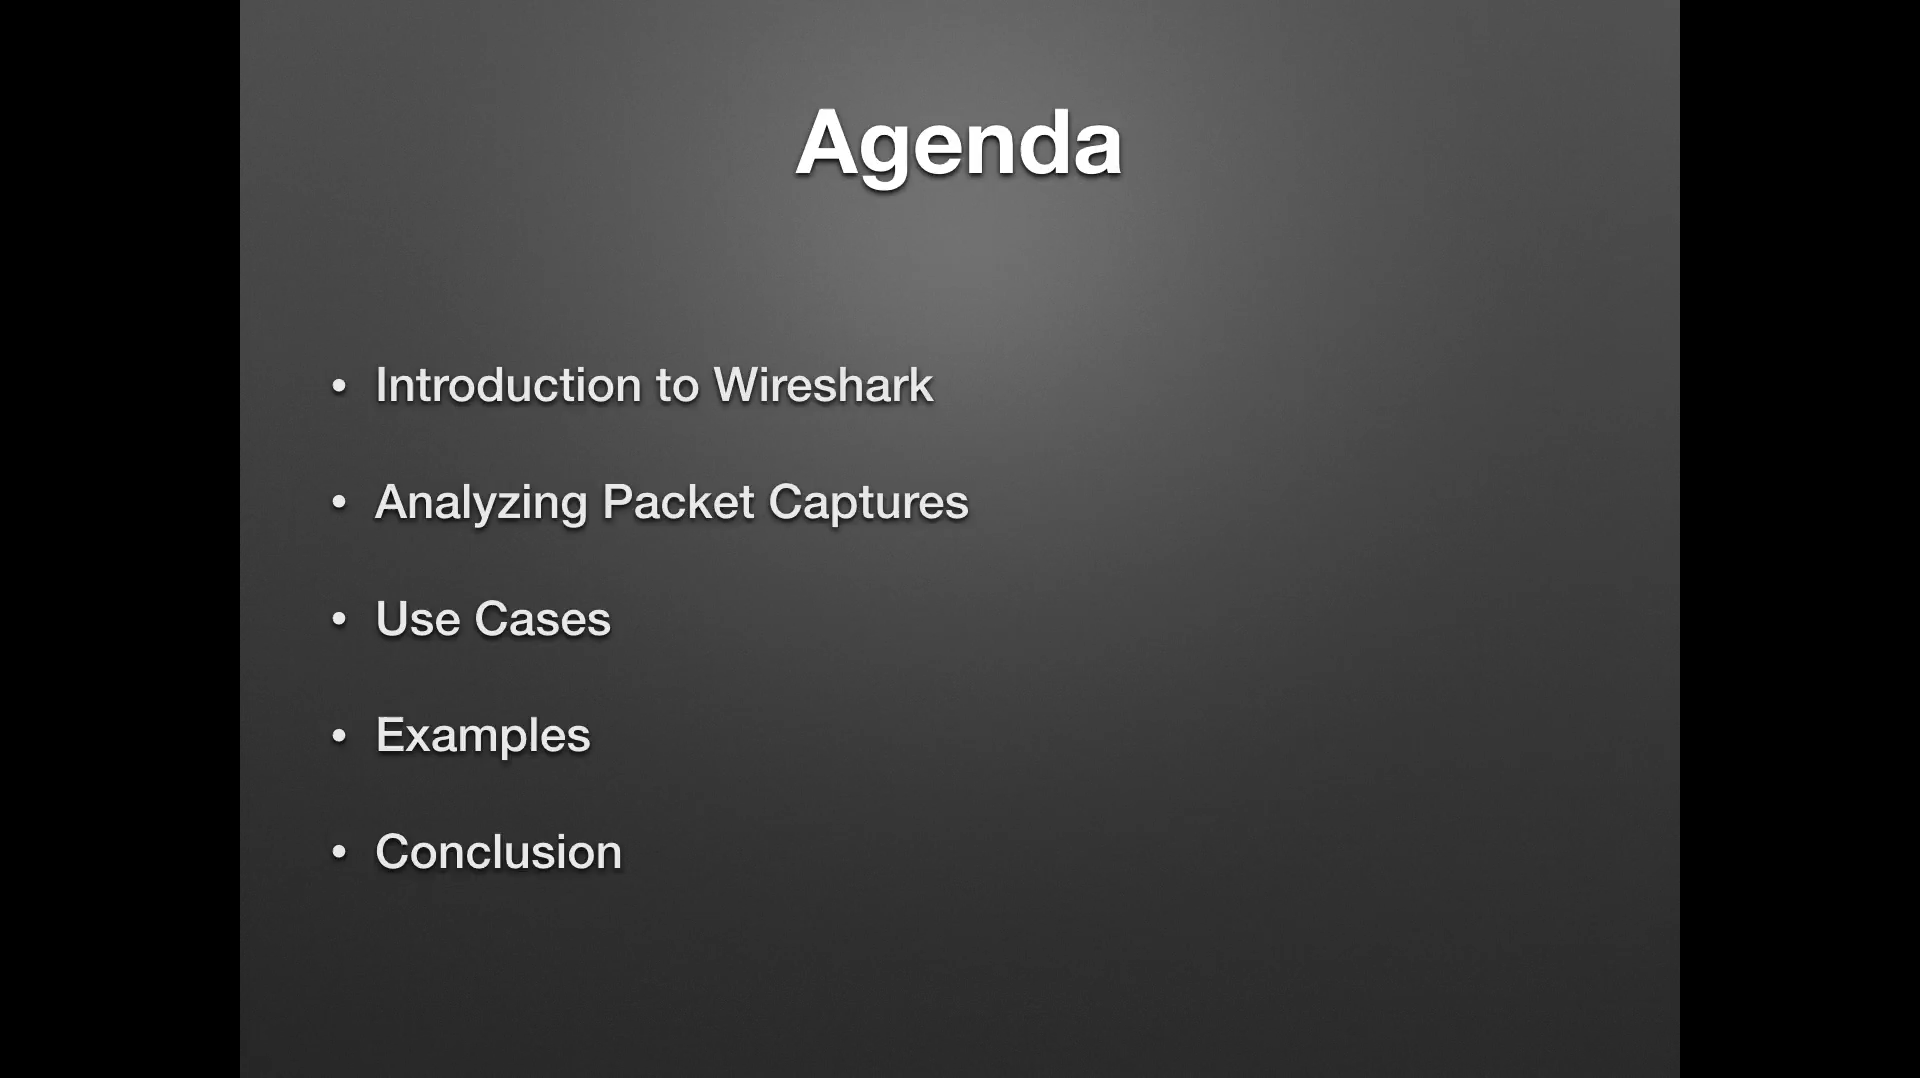 Agenda
• Introduction to Wireshark
• Analyzing Packet Captures
• Use Cases
• Examples
• Conclusion